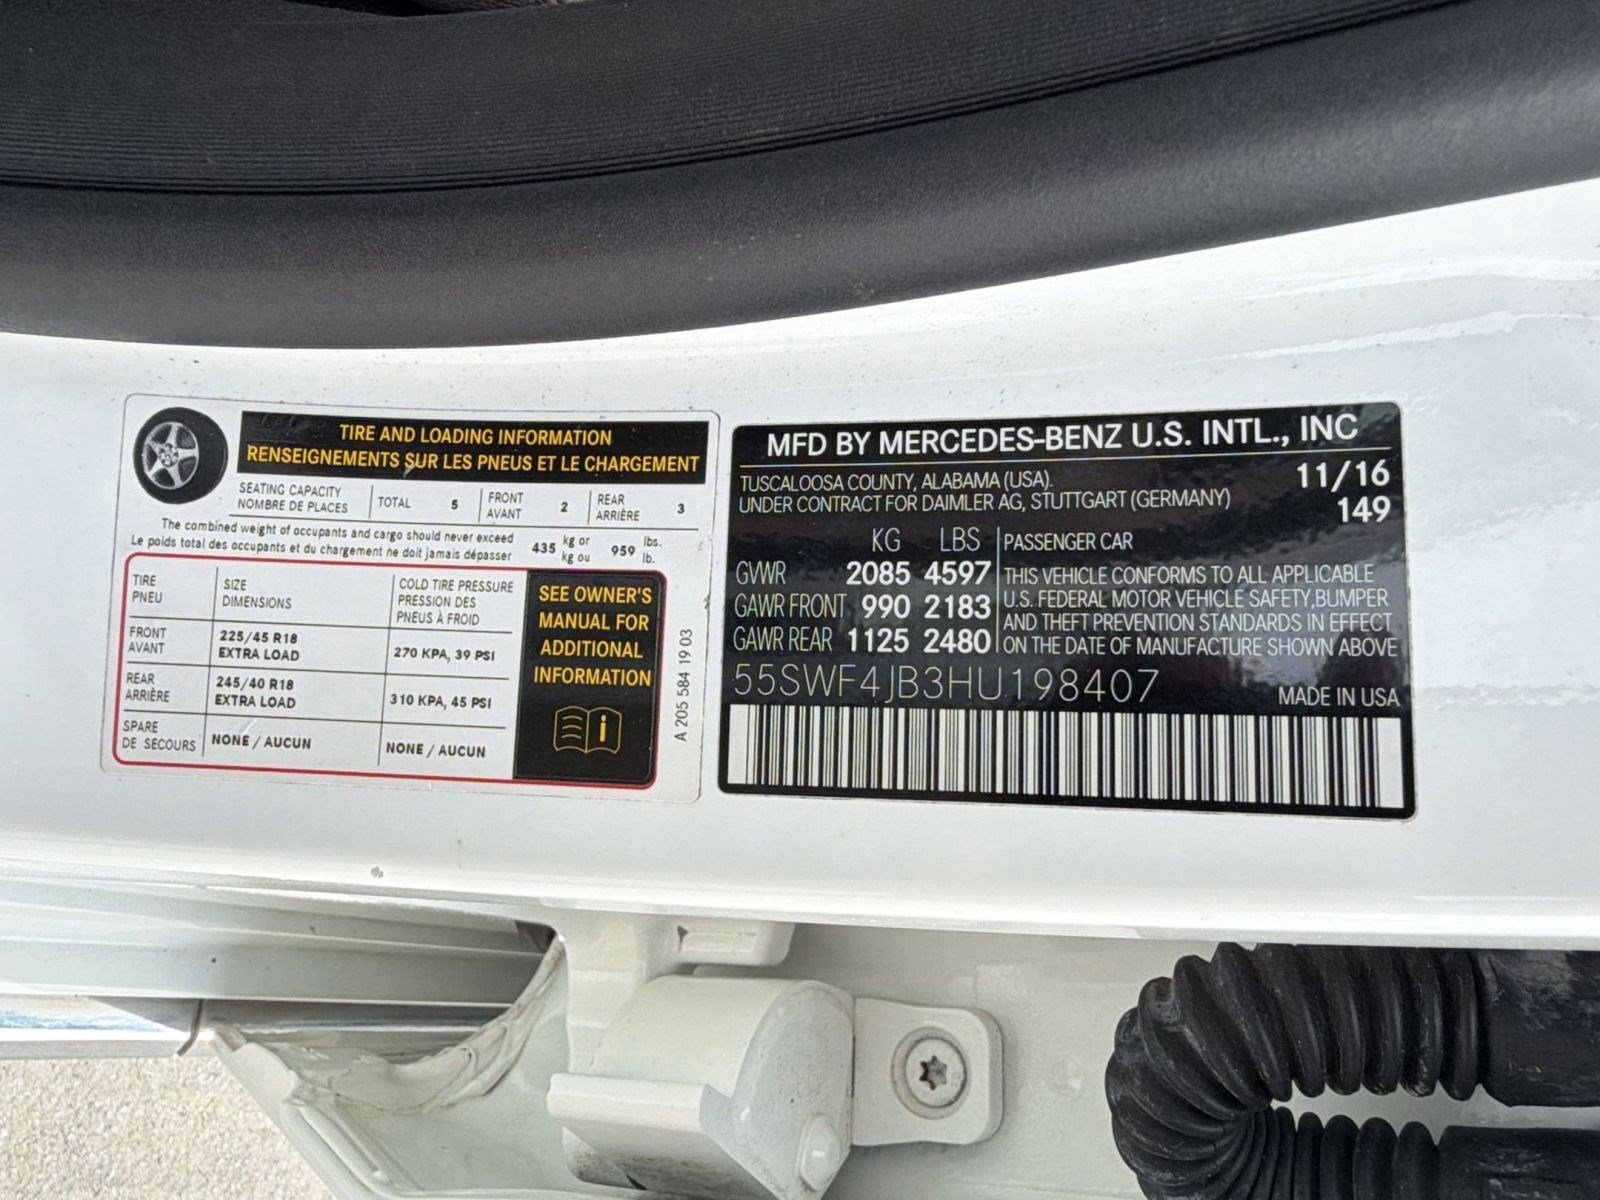 TIRE AND LOADING INFORMATION
RENSEIGNEMENTS SUR LES PNEUS ET LE CHARGEMENT
SEATING CAPACITY
NOMBRE DE PLACES
TOTAL 5
FRONT
AVANT
2
REAR
ARRIÈRE
3
The combined weight of occupants and cargo should never exceed
Le poids total des occupants et du chargement ne doit jamais dépasser
435
kg or
kg ou
959
lbs.
lb.
TIRE
PNEU
SIZE
DIMENSIONS
COLD TIRE PRESSURE
PRESSION DES
PNEUS À FROID
FRONT
AVANT
225/45 R18
EXTRA LOAD
270 KPA, 39 PSI
REAR
ARRIÈRE
245/40 R18
EXTRA LOAD
310 KPA, 45 PSI
SPARE
DE SECOURS
NONE / AUCUN
NONE / AUCUN
SEE OWNER'S
MANUAL FOR
ADDITIONAL
INFORMATION
i
A 205 584 19 03
MFD BY MERCEDES-BENZ U.S. INTL., INC
TUSCALOOSA COUNTY, ALABAMA (USA).
UNDER CONTRACT FOR DAIMLER AG, STUTTGART (GERMANY)
11/16
149
KG LBS
GVWR 2085 4597
GAWR FRONT 990 2183
GAWR REAR 1125 2480
PASSENGER CAR
THIS VEHICLE CONFORMS TO ALL APPLICABLE
U.S. FEDERAL MOTOR VEHICLE SAFETY,BUMPER
AND THEFT PREVENTION STANDARDS IN EFFECT
ON THE DATE OF MANUFACTURE SHOWN ABOVE
55SWF4JB3HU198407
MADE IN USA